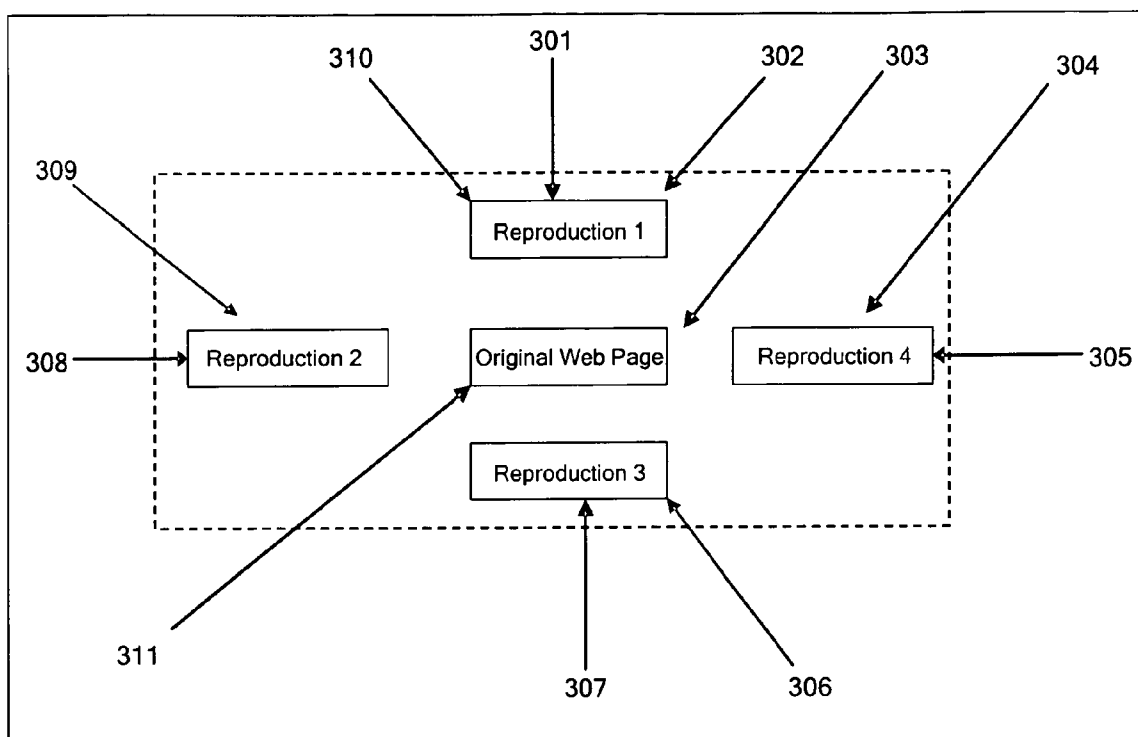 301
310
302
303
304
309
Reproduction 1
308
Reproduction 2
Original Web Page
Reproduction 4
305
Reproduction 3
311
307
306